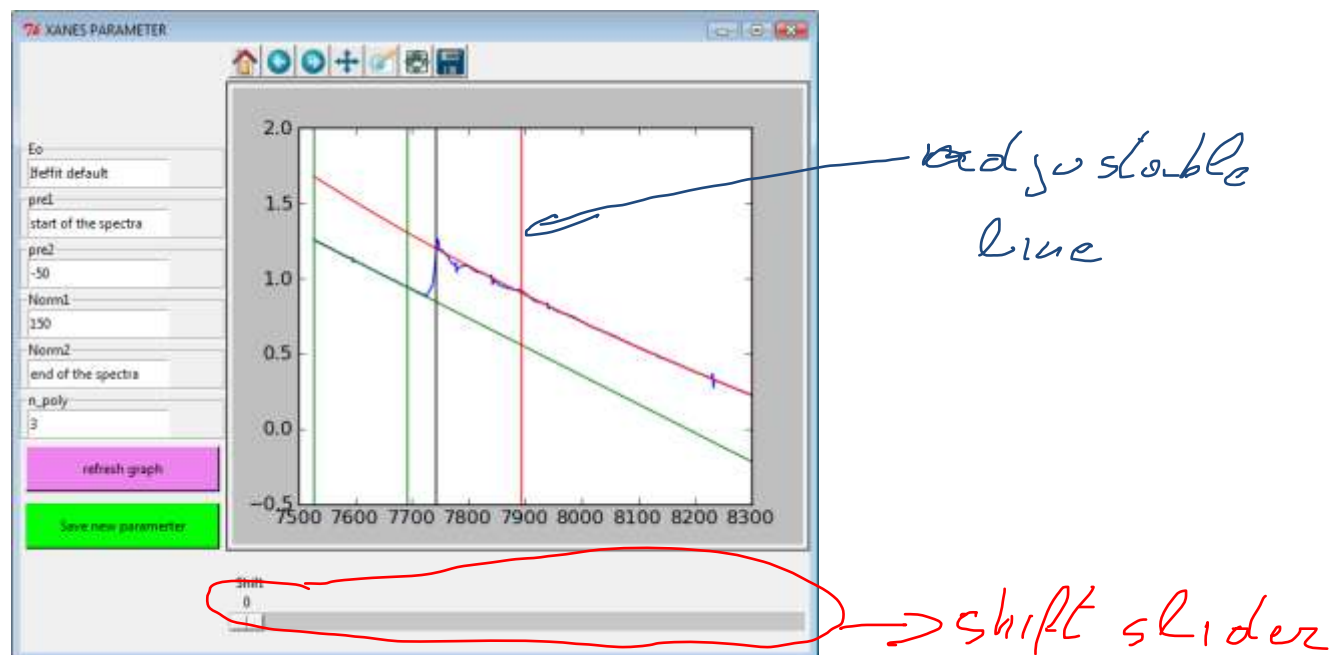 XANES PARAMETER
Eo
Ifeffit default
pre1
start of the spectra
pre2
-50
Norm1
150
Norm2
end of the spectra
n_poly
3
refresh graph
Save new paramerter
2.0
1.5
1.0
0.5
0.0
-0.5
7500 7600 7700 7800 7900 8000 8100 8200 8300
Shift
0
adjustable
line
shift slider